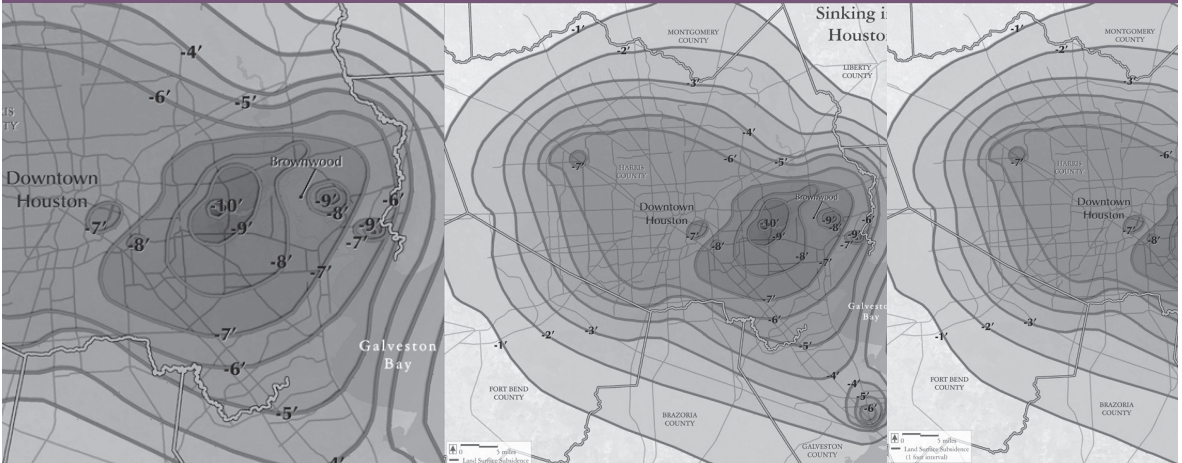 -4'
-6'
-5'
Brownwood
Downtown
Houston
-7'
-10'
-9'
-9'
-8'
-6'
-9'
-7'
-8'
-8'
-7'
-7'
-6'
-5'
Galveston
Bay
Sinking
Housto
-1'
-2'
MONTGOMERY
COUNTY
-3'
LIBERTY
COUNTY
-4'
-6'
-5'
-7'
HARRIS
COUNTY
Brownwood
Downtown
Houston
-7'
-10'
-9'
-9'
-8'
-6'
-9'
-7'
-8'
-8'
-7'
-7'
-6'
-5'
Galvesto
Bay
-1'
-2'
-3'
-4'
-4'
-5'
-6'
FORT BEND
COUNTY
BRAZORIA
COUNTY
GALVESTON
COUNTY
0 5 miles
Land Surface Subsidence
-1'
-2'
MONTGOMERY
COUNTY
-3'
-6'
-7'
HARRIS
COUNTY
Downtown
Houston
-7'
-8'
-1'
-2'
-3'
FORT BEND
COUNTY
BRAZORIA
COUNTY
0 5 miles
Land Surface Subsidence
(1 foot interval)